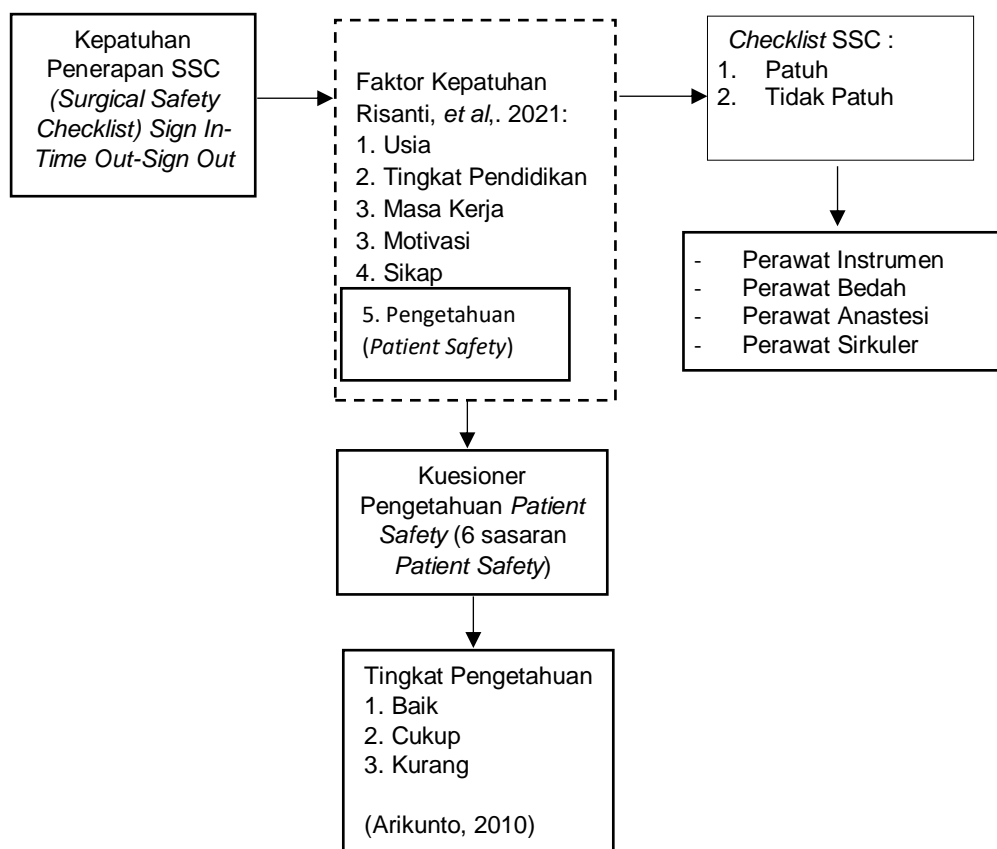 Kepatuhan
Penerapan SSC
(Surgical Safety
Checklist) Sign In-
Time Out-Sign Out
Faktor Kepatuhan
Risanti, et al,. 2021:
1. Usia
2. Tingkat Pendidikan
3. Masa Kerja
3. Motivasi
4. Sikap
5. Pengetahuan
(Patient Safety)
Checklist SSC :
1. Patuh
2. Tidak Patuh
- Perawat Instrumen
- Perawat Bedah
- Perawat Anastesi
- Perawat Sirkuler
Kuesioner
Pengetahuan Patient
Safety (6 sasaran
Patient Safety)
Tingkat Pengetahuan
1. Baik
2. Cukup
3. Kurang
(Arikunto, 2010)